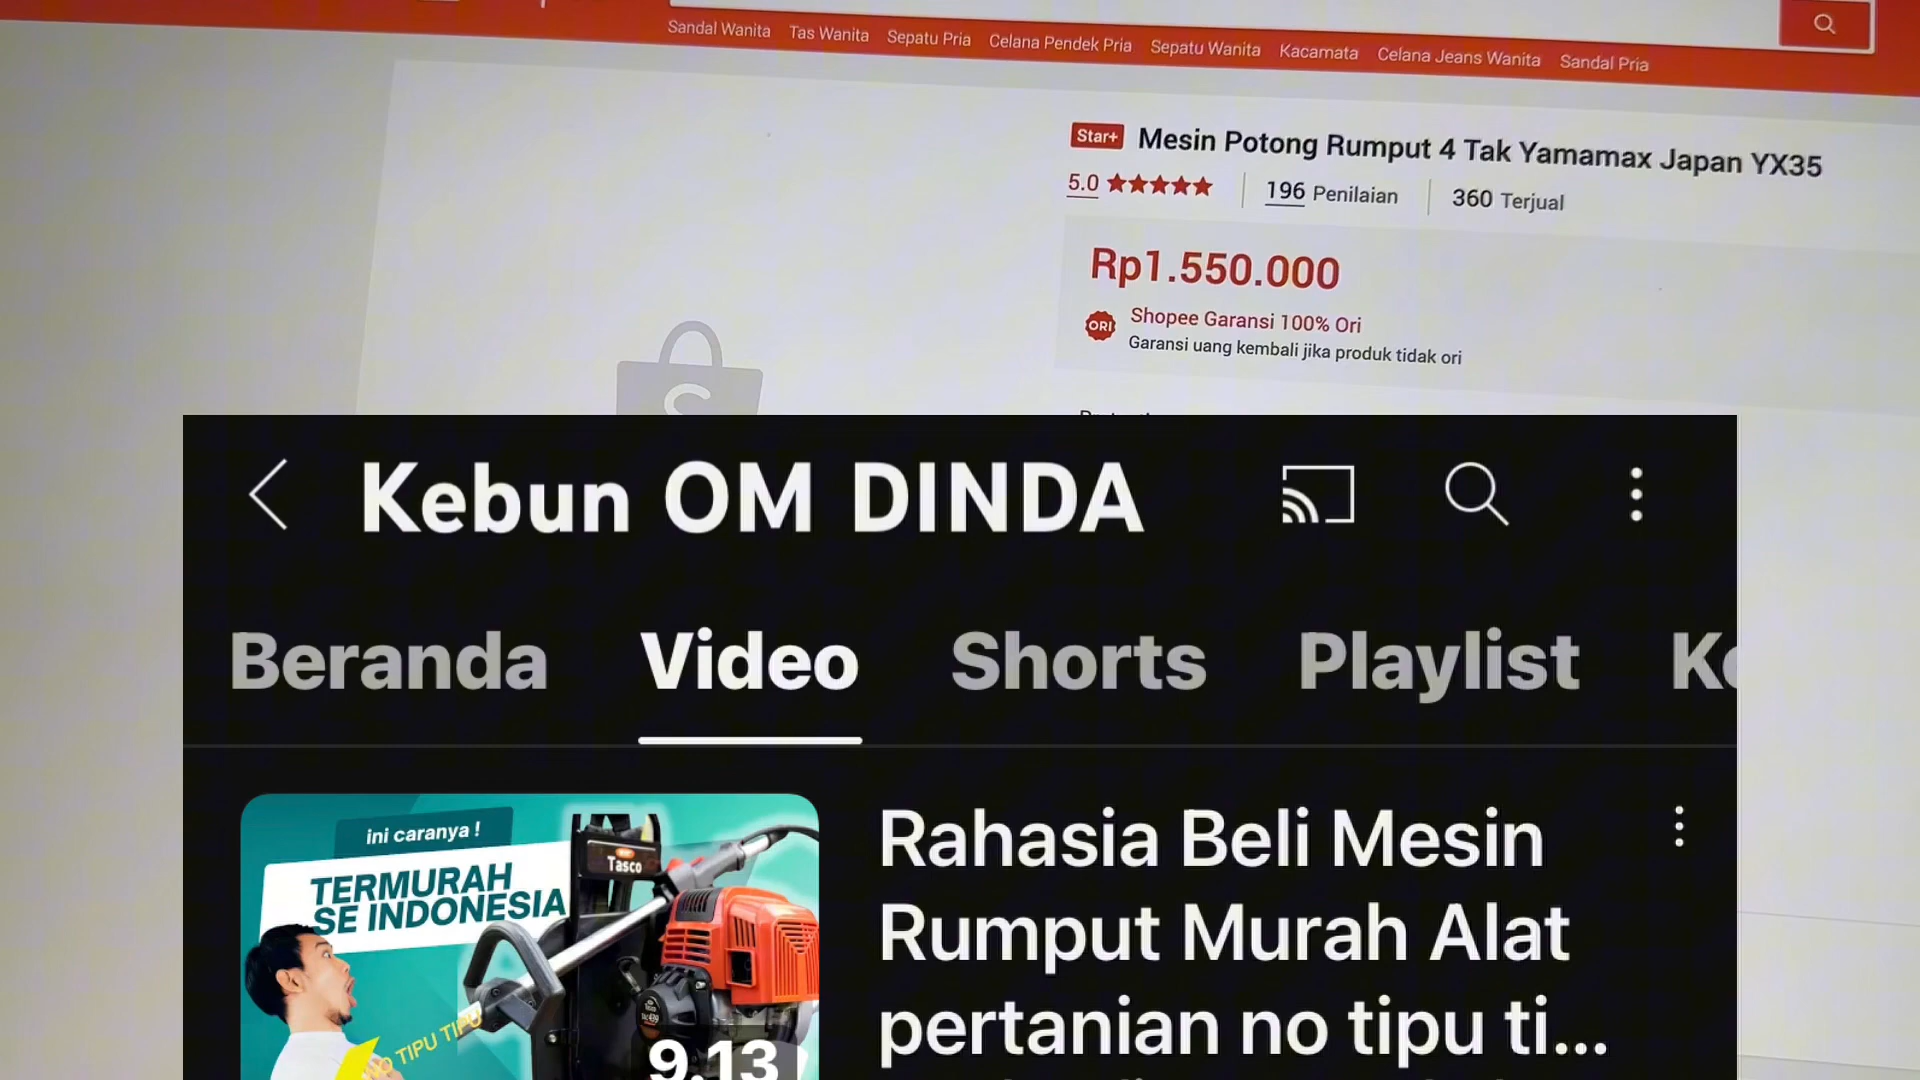 Sandal Wanita Tas Wanita Sepatu Pria Celana Pendek Pria Sepatu Wanita Kacamata Celana Jeans Wanita Sandal Pria
Star+ Mesin Potong Rumput 4 Tak Yamamax Japan YX35
5.0 196 Penilaian 360 Terjual
Rp1.550.000
ORI Shopee Garansi 100% Ori
Garansi uang kembali jika produk tidak ori
Kebun OM DINDA
Beranda Video Shorts Playlist
ini caranya !
TERMURAH
SE INDONESIA
Tasco
TIPU TIPU
9.13
Rahasia Beli Mesin
Rumput Murah Alat
pertanian no tipu ti...